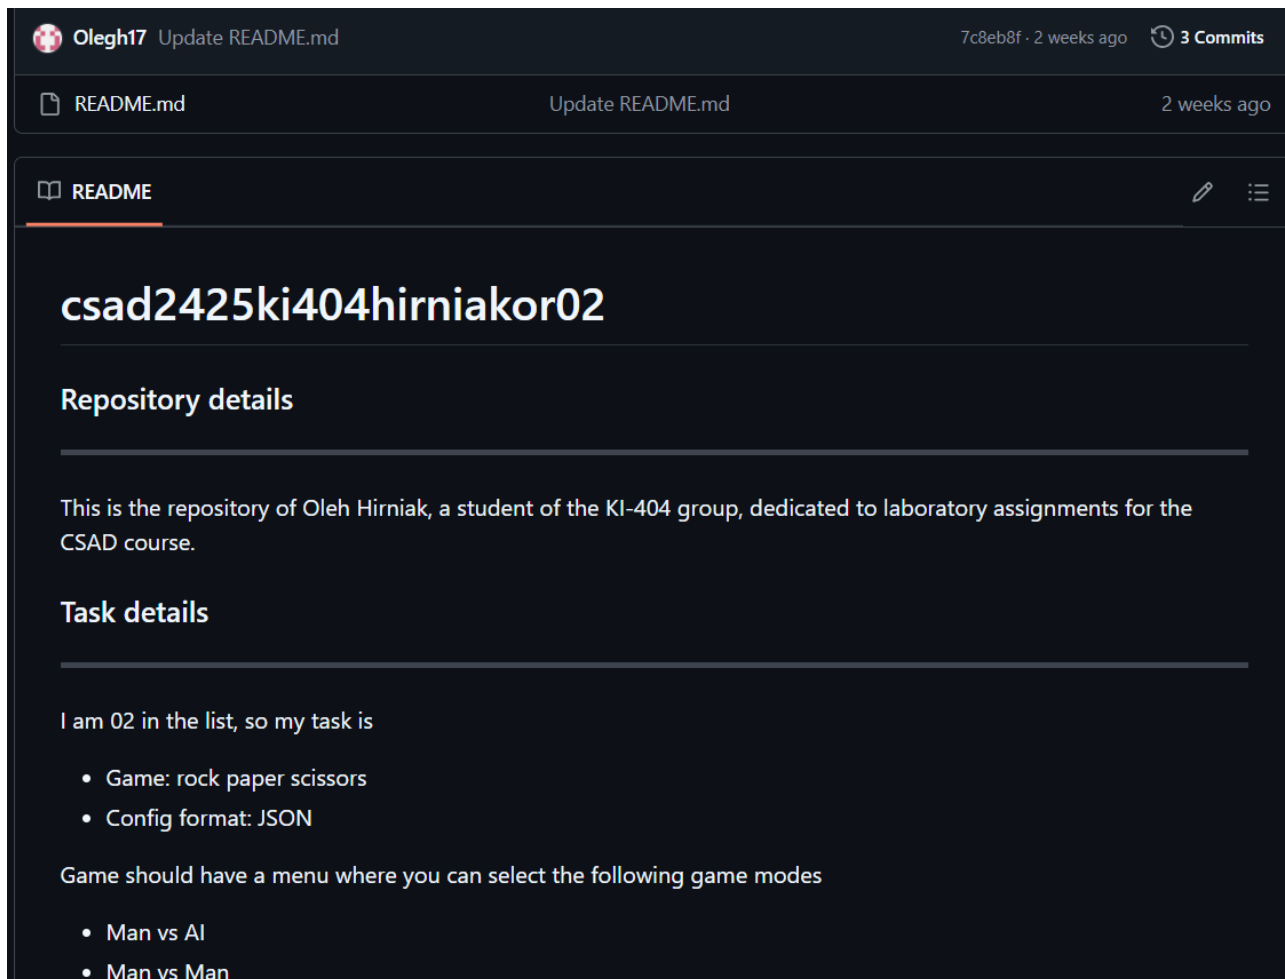 Olegh17 Update README.md 7c8eb8f · 2 weeks ago 3 Commits
README.md Update README.md 2 weeks ago
README
csad2425ki404hirniakor02
Repository details
This is the repository of Oleh Hirniak, a student of the KI-404 group, dedicated to laboratory assignments for the
CSAD course.
Task details
I am 02 in the list, so my task is
• Game: rock paper scissors
• Config format: JSON
Game should have a menu where you can select the following game modes
• Man vs AI
• Man vs Man